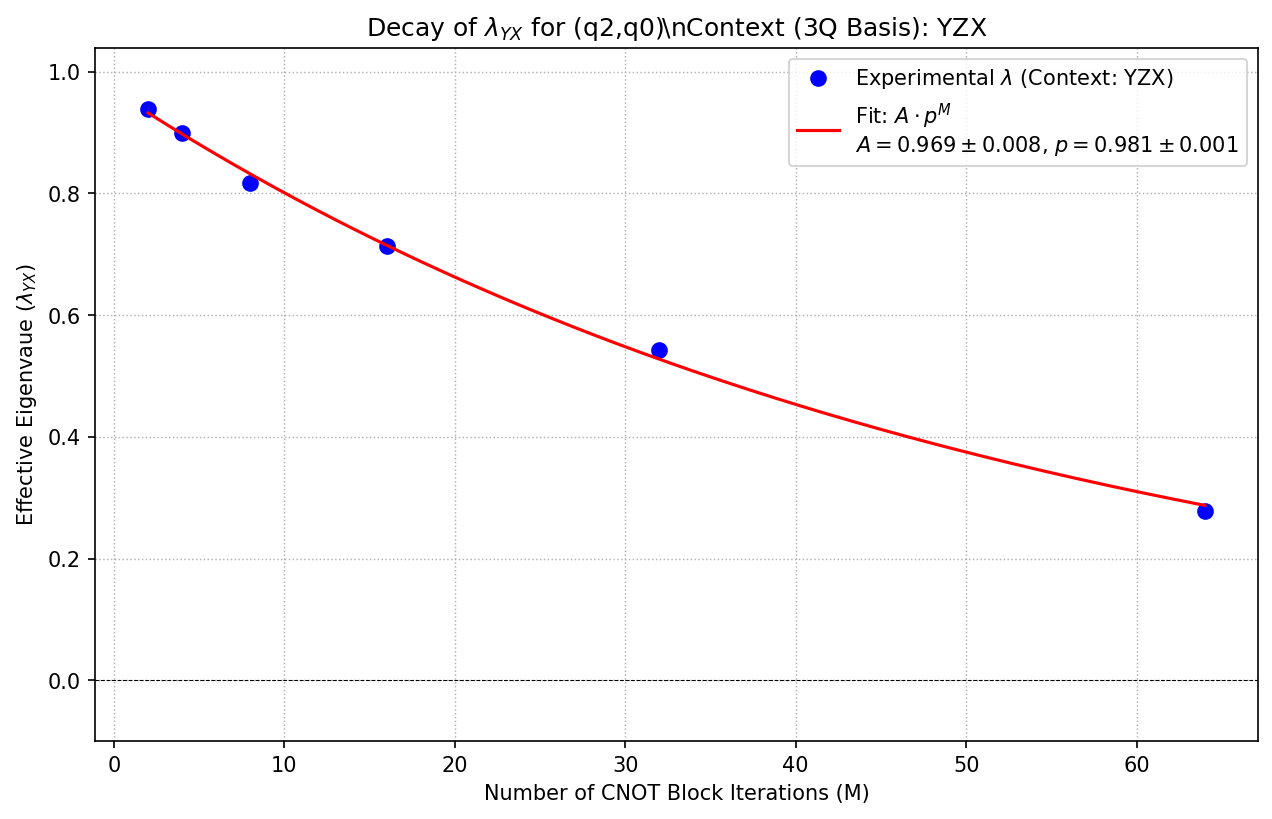 Decay of λ_YX for (q2,q0)\nContext (3Q Basis): YZX
Experimental λ (Context: YZX)
Fit: A · p^M
A = 0.969 ± 0.008, p = 0.981 ± 0.001
Effective Eigenvaue (λ_YX)
1.0
0.8
0.6
0.4
0.2
0.0
0 10 20 30 40 50 60
Number of CNOT Block Iterations (M)